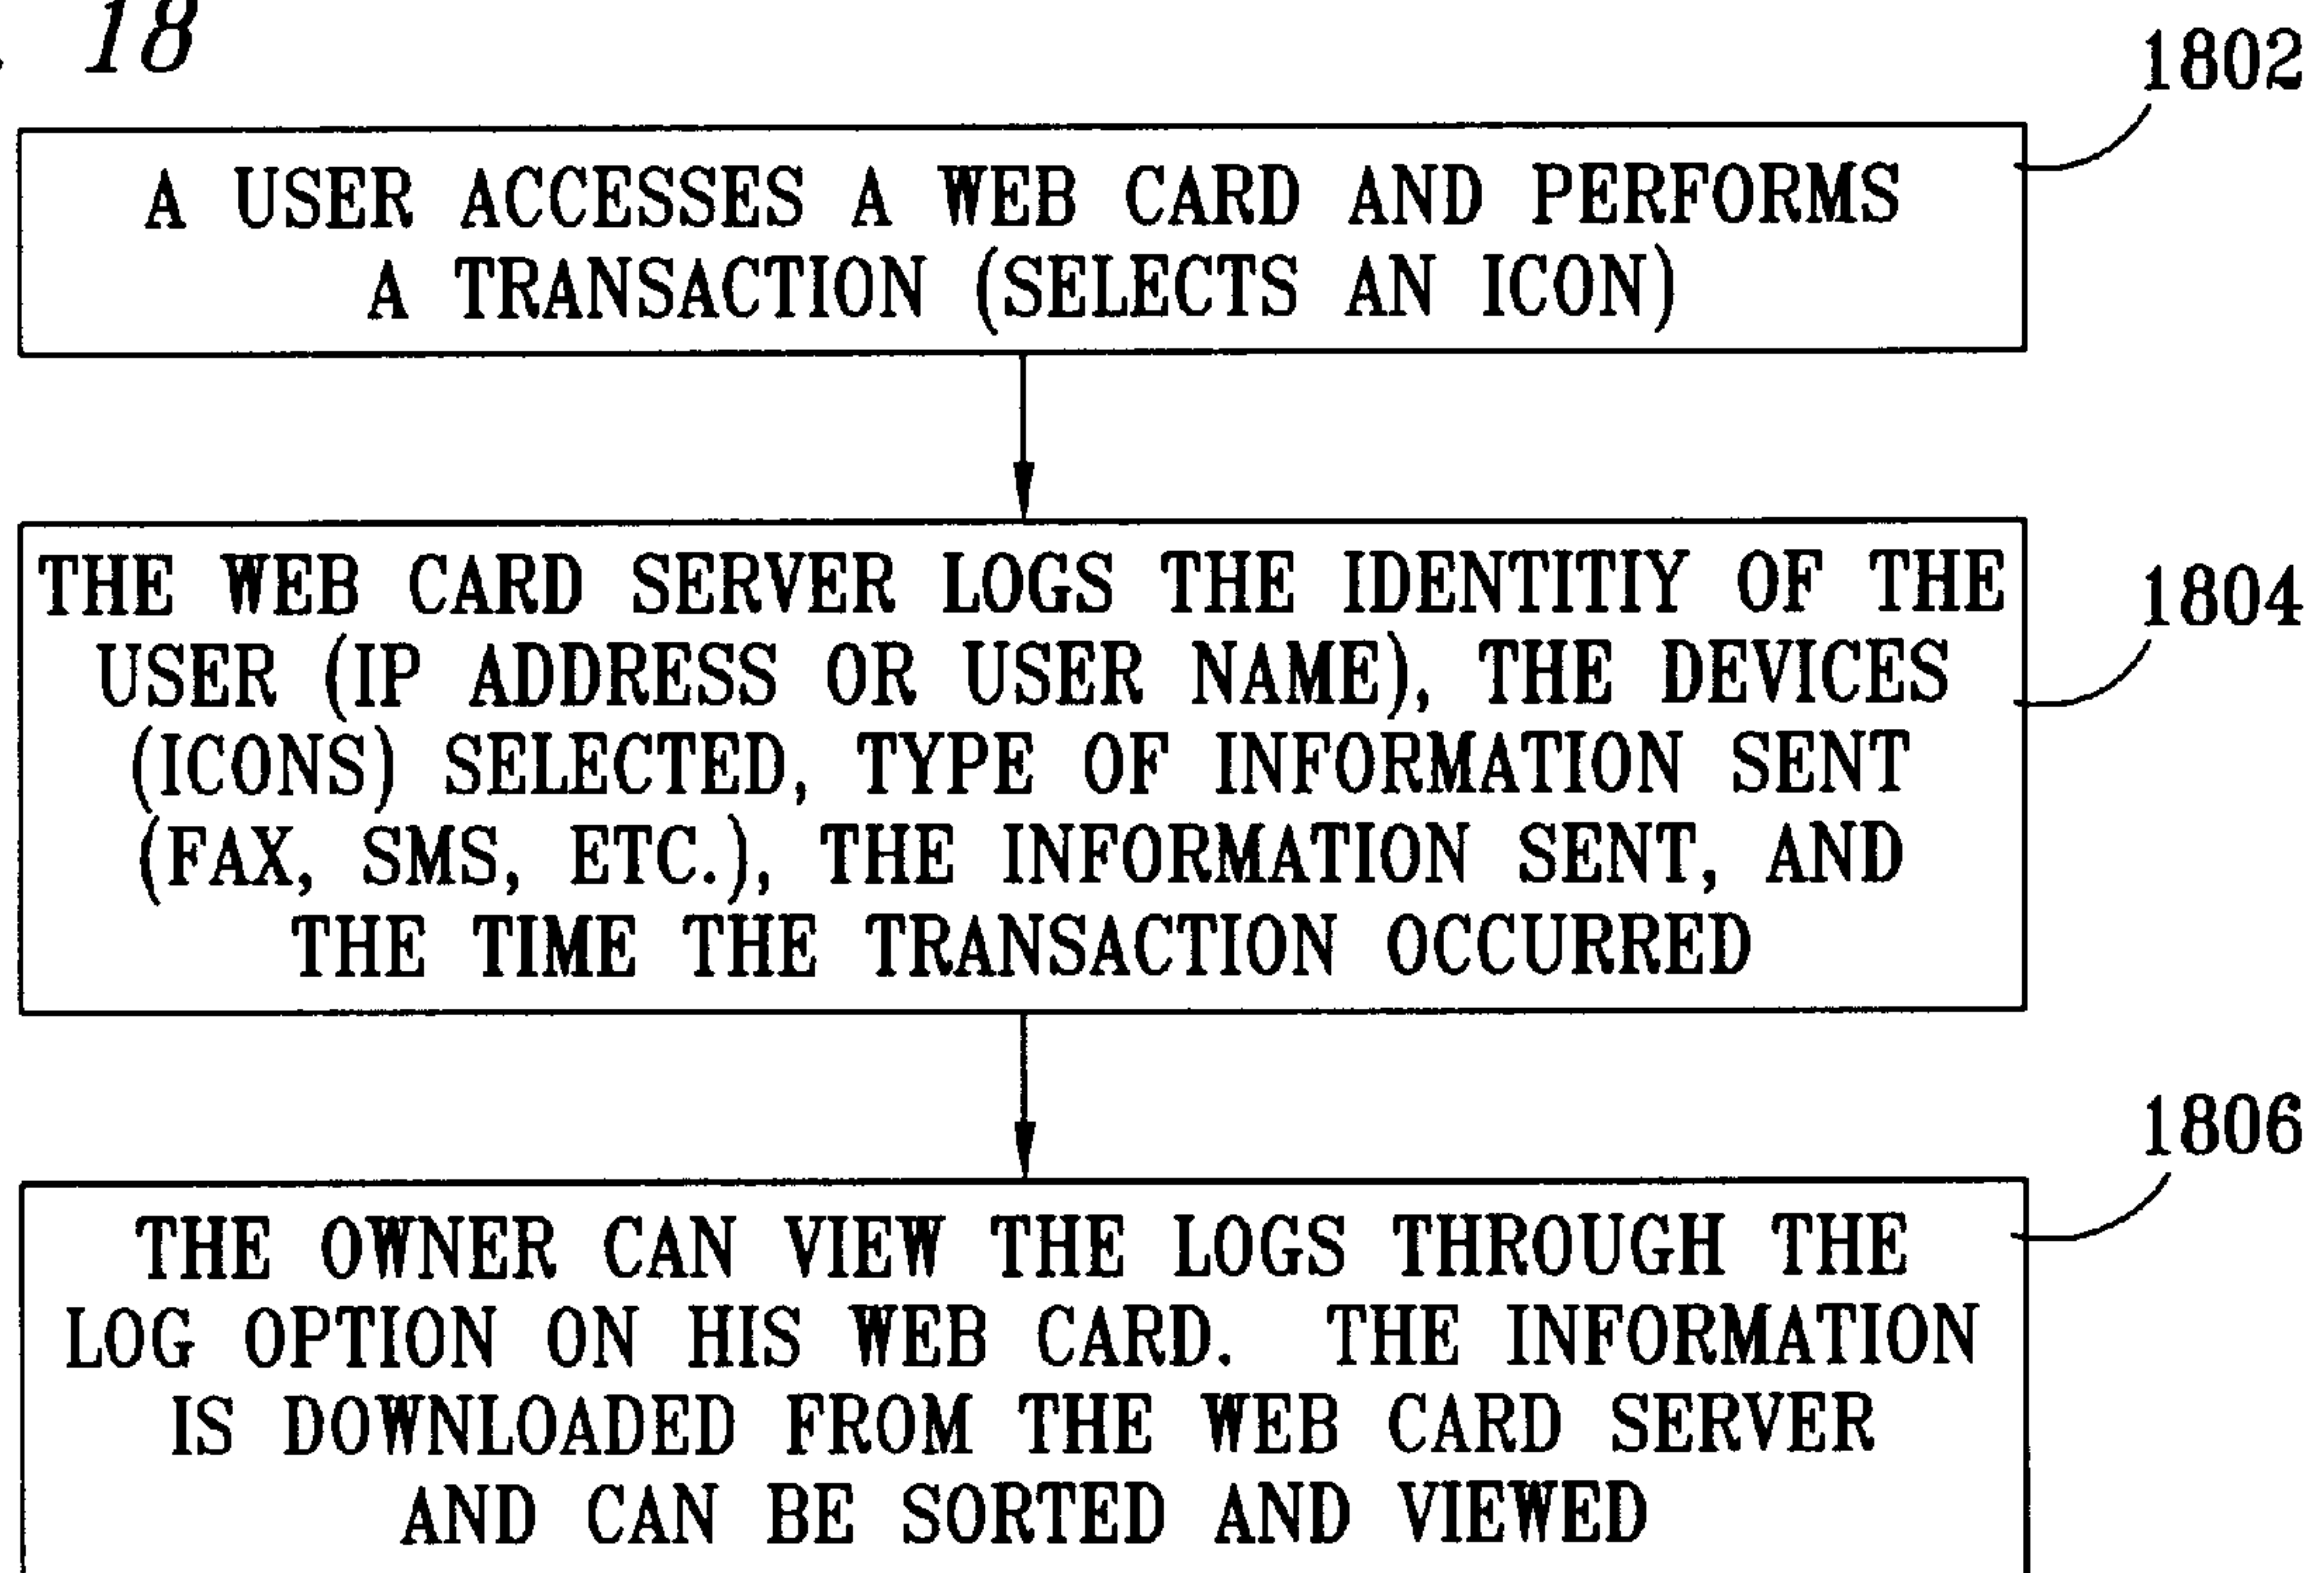 18
1802
A USER ACCESSES A WEB CARD AND PERFORMS
A TRANSACTION (SELECTS AN ICON)
THE WEB CARD SERVER LOGS THE IDENTITIY OF THE
1804
USER (IP ADDRESS OR USER NAME), THE DEVICES
(ICONS) SELECTED, TYPE OF INFORMATION SENT
(FAX, SMS, ETC.), THE INFORMATION SENT, AND
THE TIME THE TRANSACTION OCCURRED
1806
THE OWNER CAN VIEW THE LOGS THROUGH THE
LOG OPTION ON HIS WEB CARD. THE INFORMATION
IS DOWNLOADED FROM THE WEB CARD SERVER
AND CAN BE SORTED AND VIEWED